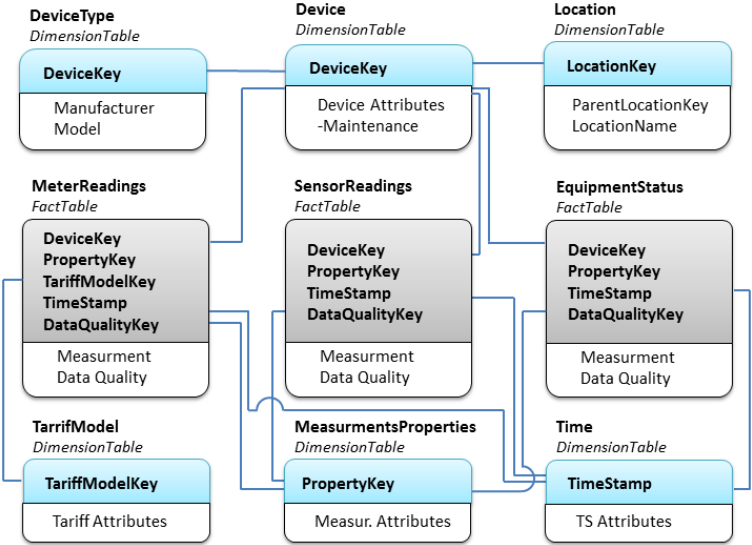 DeviceType
DimensionTable
DeviceKey
Manufacturer
Model
Device
DimensionTable
DeviceKey
Device Attributes
-Maintenance
Location
DimensionTable
LocationKey
ParentLocationKey
LocationName
MeterReadings
FactTable
DeviceKey
PropertyKey
TariffModelKey
TimeStamp
DataQualityKey
Measurment
Data Quality
SensorReadings
FactTable
DeviceKey
PropertyKey
TimeStamp
DataQualityKey
Measurment
Data Quality
EquipmentStatus
FactTable
DeviceKey
PropertyKey
TimeStamp
DataQualityKey
Measurment
Data Quality
TarrifModel
DimensionTable
TariffModelKey
Tariff Attributes
MeasurmentsProperties
DimensionTable
PropertyKey
Measur. Attributes
Time
DimensionTable
TimeStamp
TS Attributes